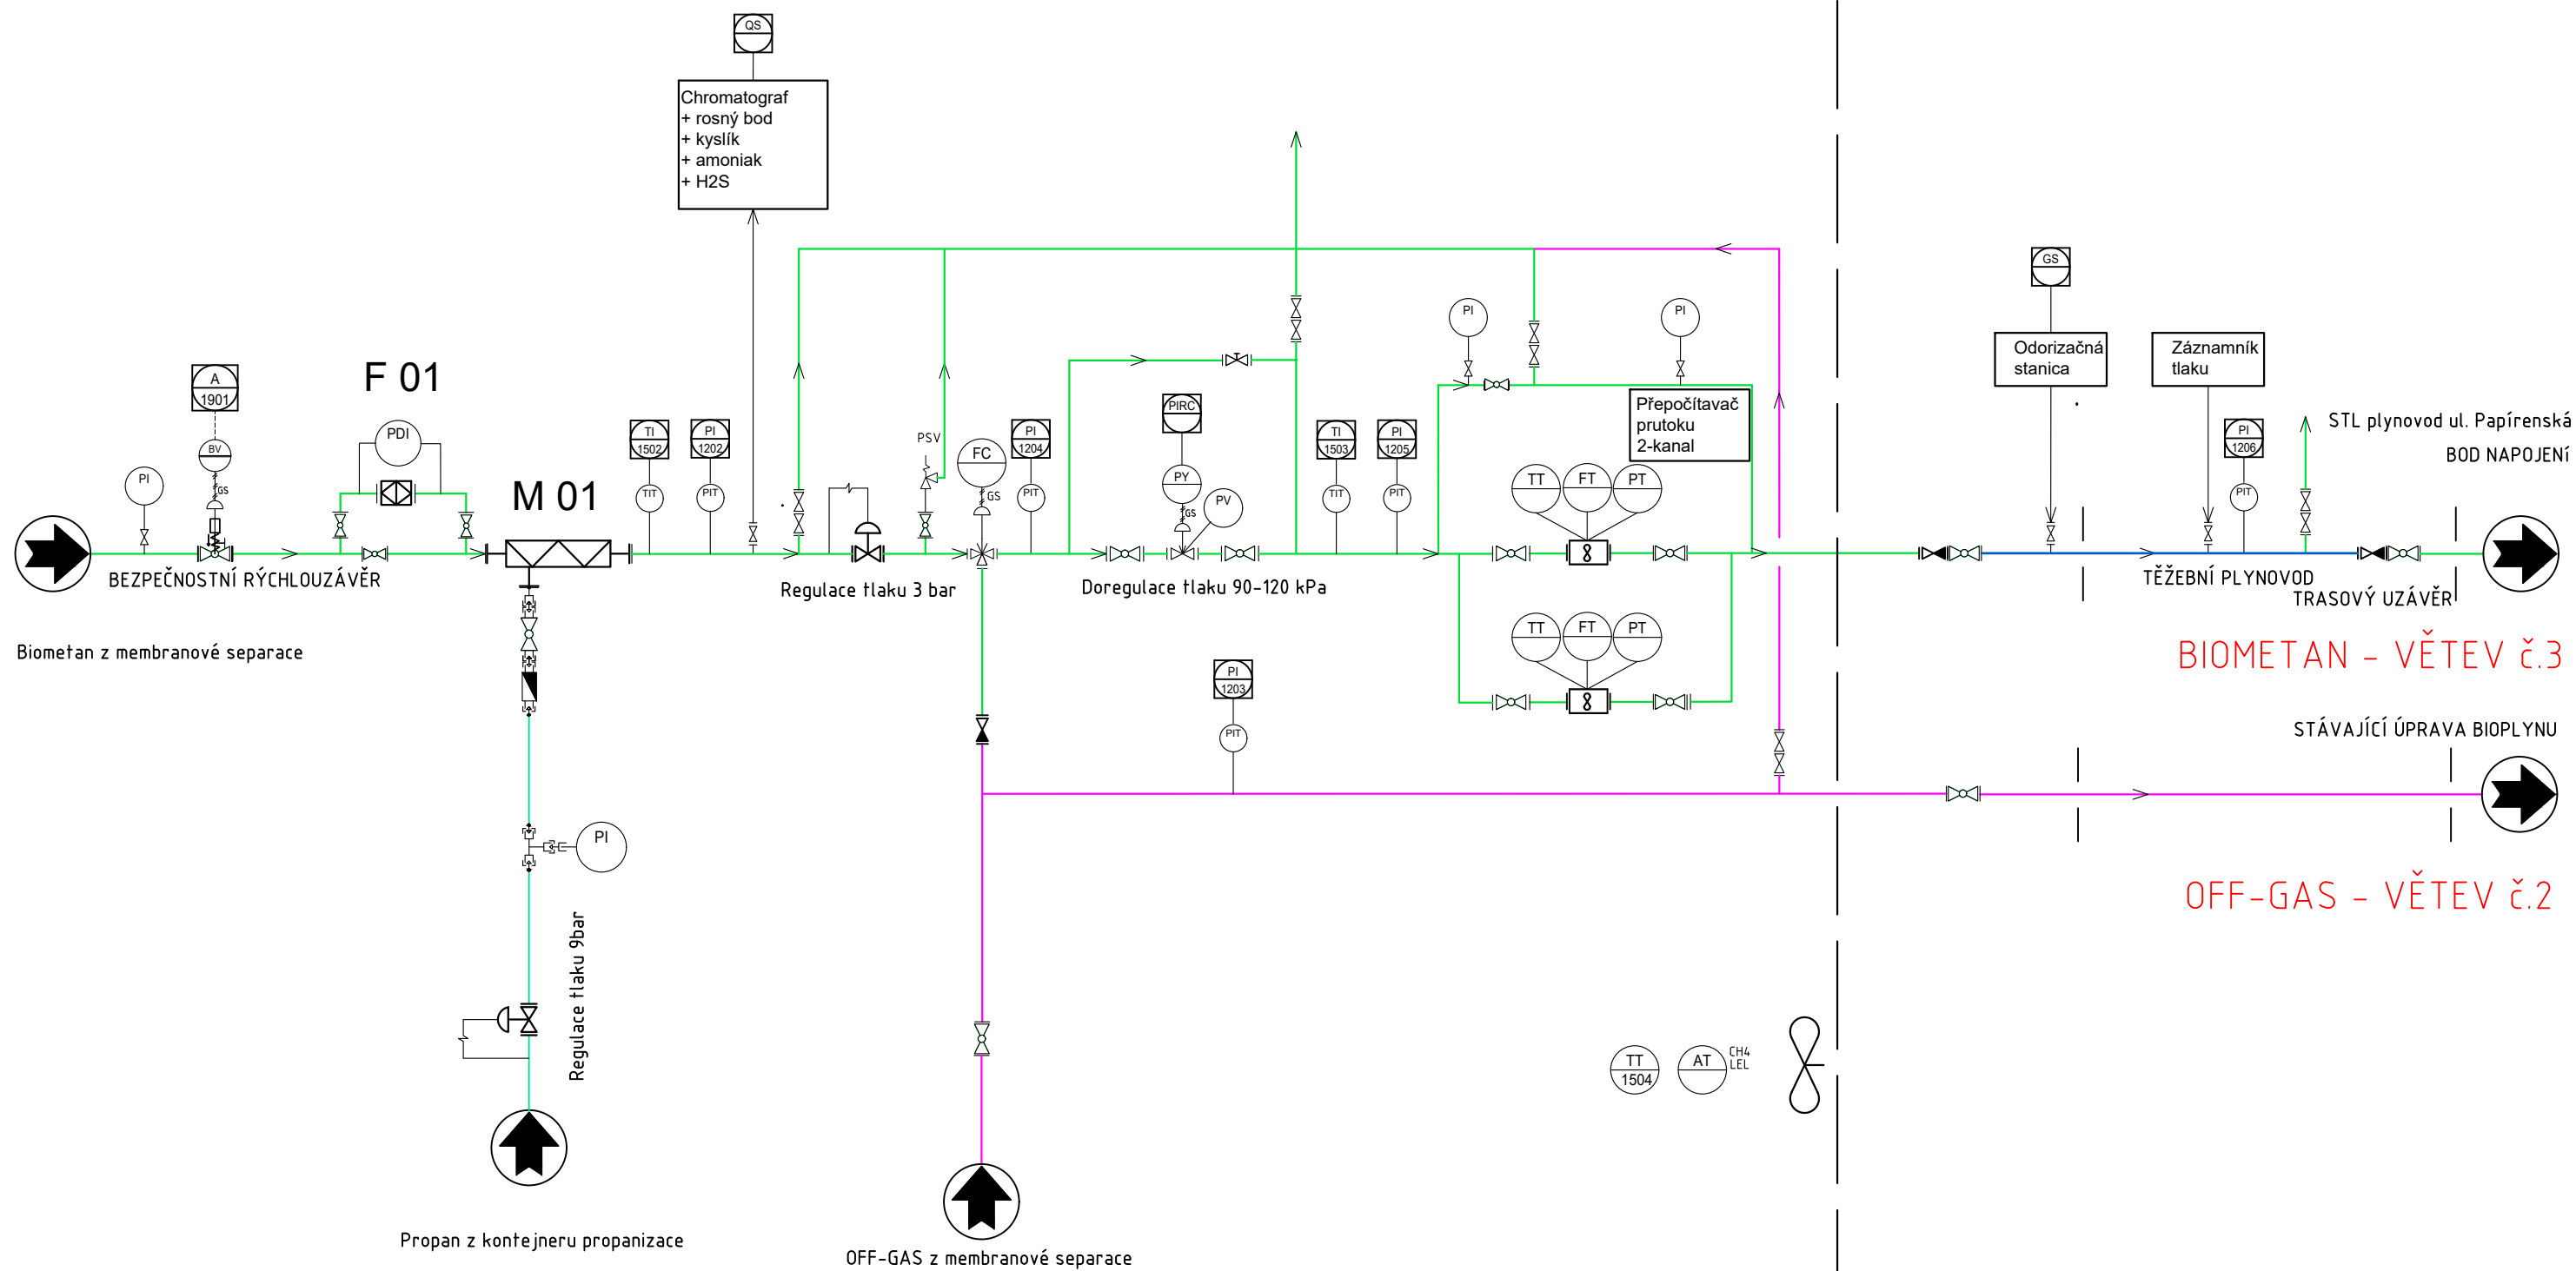 QS
Chromatograf
+ rosný bod
+ kyslík
+ amoniak
+ H2S
GS
PI
PI
Odorizačná
stanica
Záznamník
tlaku
A
1901
F 01
PDI
BV
GS
PI
M 01
TI
1502
TIT
PI
1202
PIT
PSV
FC
GS
PI
1204
PIT
PIRC
PY
GS
PV
TI
1503
TIT
PI
1205
PIT
Přepočítavač
prutoku
2-kanal
TT
FT
PT
PI
1206
PIT
STL plynovod ul. Papírenská
BOD NAPOJENÍ
BEZPEČNOSTNÍ RÝCHLOUZÁVĚR
Regulace tlaku 3 bar
Doregulace tlaku 90-120 kPa
TĚŽEBNÍ PLYNOVOD
TRASOVÝ UZÁVĚR
Biometan z membranové separace
TT
FT
PT
BIOMETAN - VĚTEV č.3
PI
1203
PIT
STÁVAJÍCÍ ÚPRAVA BIOPLYNU
PI
OFF-GAS - VĚTEV č.2
Regulace tlaku 9bar
TT
1504
AT
CH4
LEL
Propan z kontejneru propanizace
OFF-GAS z membranové separace